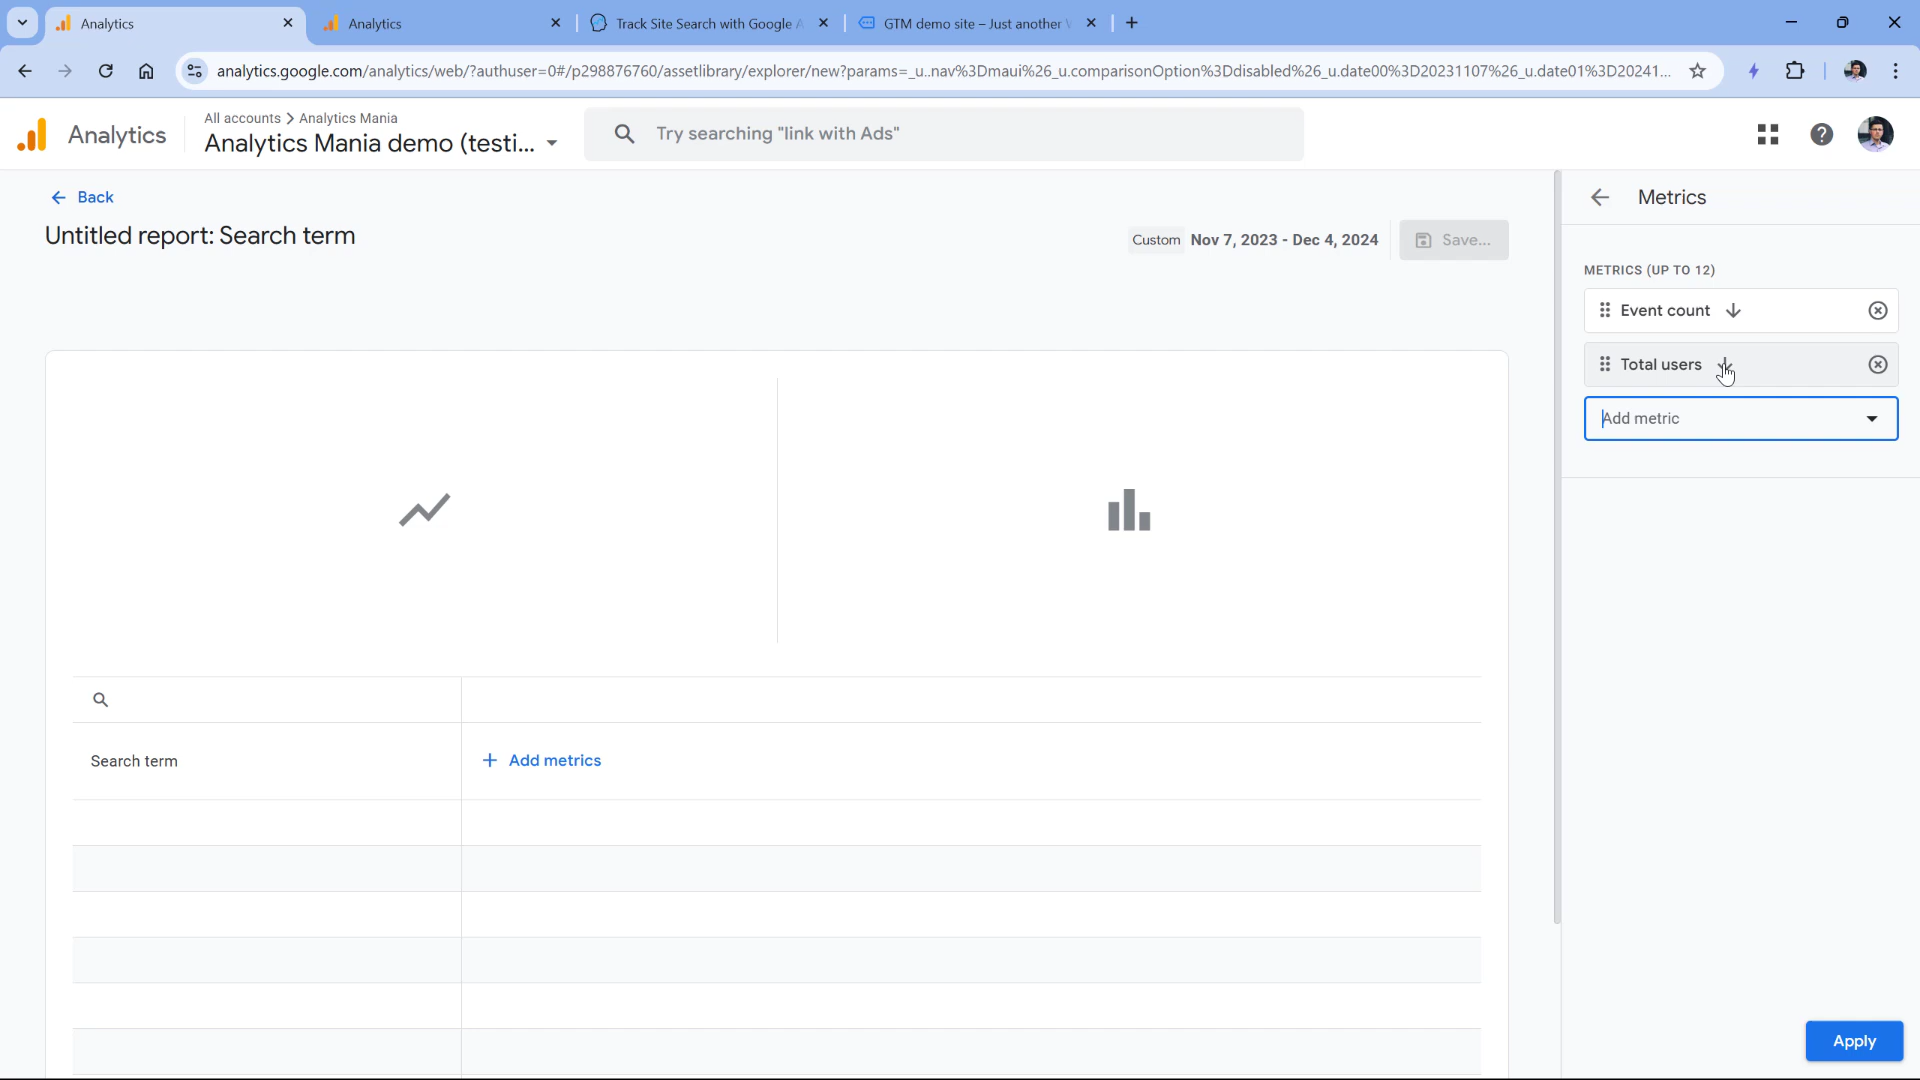 Analytics
Analytics
Track Site Search with Google A
GTM demo site – Just another
analytics.google.com/analytics/web/?authuser=0#/p298876760/assetlibrary/explorer/new?params=_u..nav%3Dmaui%26_u.comparisonOption%3Ddisabled%26_u.date00%3D20231107%26_u.date01%3D20241...
Analytics
All accounts > Analytics Mania
Analytics Mania demo (testi...
Try searching "link with Ads"
Back
Untitled report: Search term
Custom Nov 7, 2023 - Dec 4, 2024
Save...
Search term
Add metrics
Metrics
METRICS (UP TO 12)
Event count
Total users
Add metric
Apply